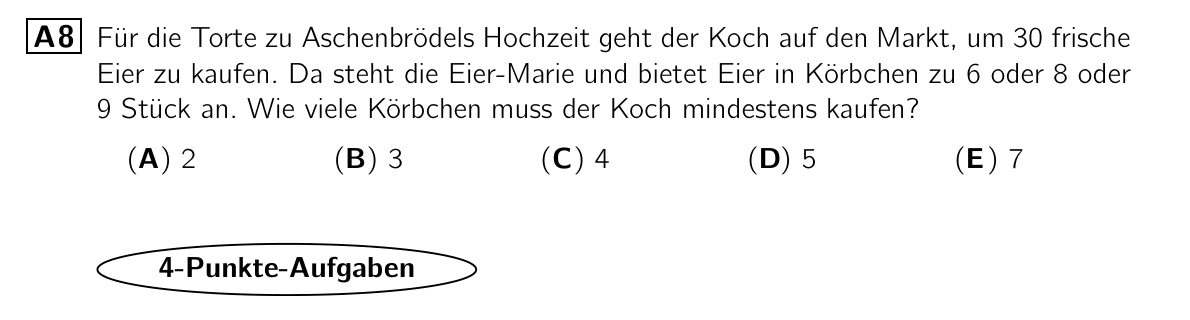 A8 Für die Torte zu Aschenbrödels Hochzeit geht der Koch auf den Markt, um 30 frische
Eier zu kaufen. Da steht die Eier-Marie und bietet Eier in Körbchen zu 6 oder 8 oder
9 Stück an. Wie viele Körbchen muss der Koch mindestens kaufen?
(A) 2 (B) 3 (C) 4 (D) 5 (E) 7
4-Punkte-Aufgaben